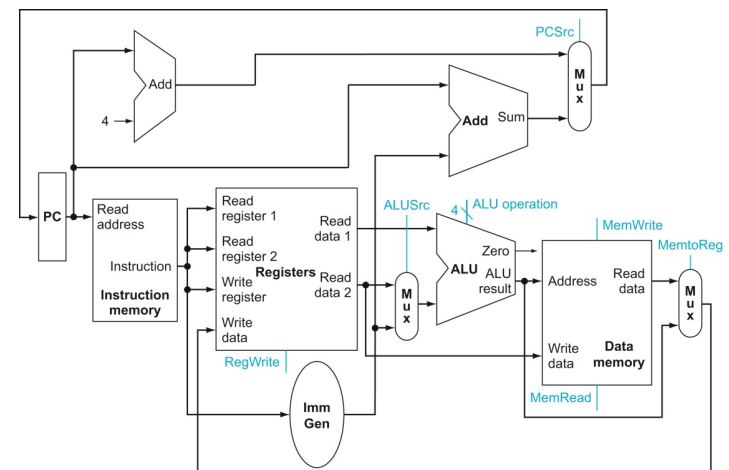 PCSrc
M
u
x
Add
4
Add Sum
PC
Read
address
Instruction
Instruction
memory
Read
register 1
Read
register 2
Write
register
Write
data
Registers
Read
data 1
Read
data 2
RegWrite
Imm
Gen
ALUSrc
M
u
x
4
ALU operation
Zero
ALU
ALU
result
MemWrite
Address
Read
data
Write
data
Data
memory
MemRead
MemtoReg
M
u
x